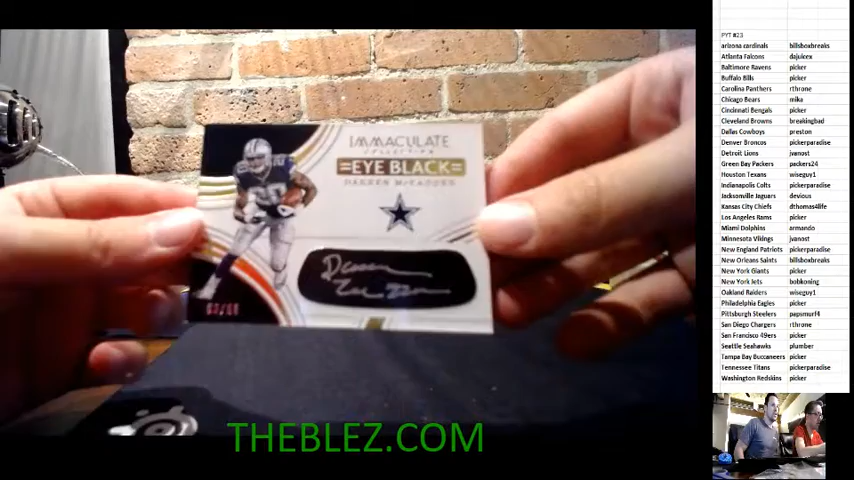 IMMACULATE
COLLECTION
EYE BLACK
DARREN McFADDEN
20
THEBLEZ.COM
PYT #23
arizona cardinals billsboxbreaks
Atlanta Falcons dajuicex
Baltimore Ravens picker
Buffalo Bills picker
Carolina Panthers rthrone
Chicago Bears mika
Cincinnati Bengals picker
Cleveland Browns breakingbad
Dallas Cowboys preston
Denver Broncos pickerparadise
Detroit Lions jvanost
Green Bay Packers packers24
Houston Texans wiseguy1
Indianapolis Colts pickerparadise
Jacksonville Jaguars devious
Kansas City Chiefs dthomas4life
Los Angeles Rams picker
Miami Dolphins armando
Minnesota Vikings jvanost
New England Patriots pickerparadise
New Orleans Saints billsboxbreaks
New York Giants picker
New York Jets bobkoning
Oakland Raiders wiseguy1
Philadelphia Eagles picker
Pittsburgh Steelers papsmurf4
San Diego Chargers rthrone
San Francisco 49ers picker
Seattle Seahawks plumber
Tampa Bay Buccaneers picker
Tennessee Titans pickerparadise
Washington Redskins picker